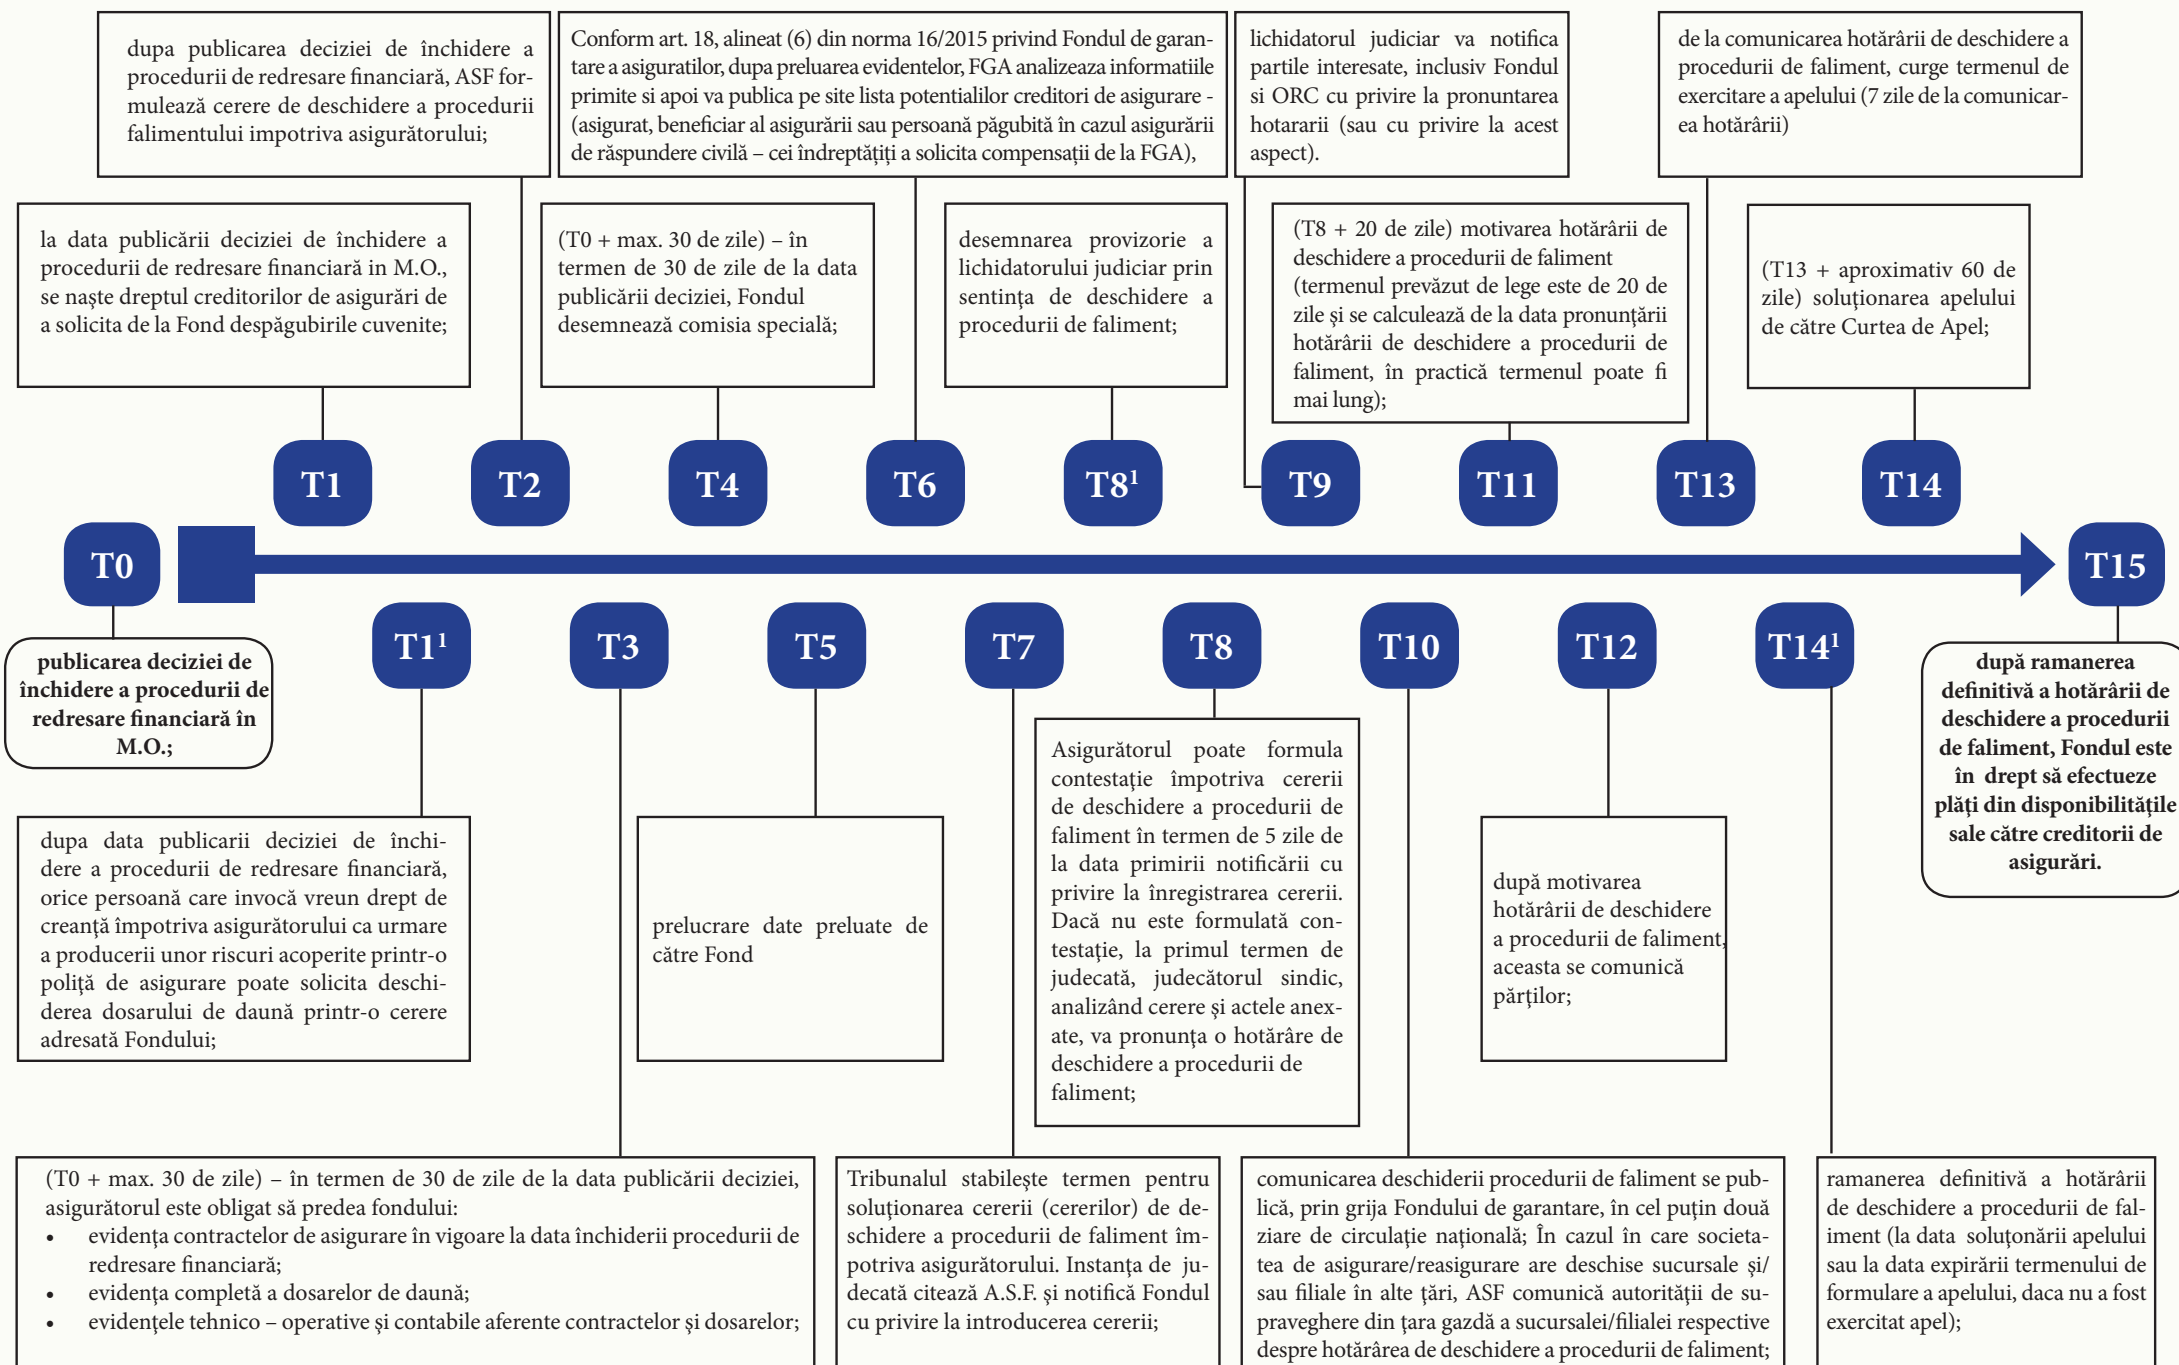 dupa publicarea deciziei de închidere a
procedurii de redresare financiară, ASF for-
mulează cerere de deschidere a procedurii
falimentului impotriva asigurătorului;
Conform art. 18, alineat (6) din norma 16/2015 privind Fondul de garan-
tare a asiguratilor, dupa preluarea evidentelor, FGA analizeaza informatiile
primite si apoi va publica pe site lista potentialilor creditori de asigurare -
(asigurat, beneficiar al asigurării sau persoană păgubită în cazul asigurării
de răspundere civilă – cei îndreptățiți a solicita compensații de la FGA),
lichidatorul judiciar va notifica
partile interesate, inclusiv Fondul
si ORC cu privire la pronuntarea
hotararii (sau cu privire la acest
aspect).
de la comunicarea hotărârii de deschidere a
procedurii de faliment, curge termenul de
exercitare a apelului (7 zile de la comunicar-
ea hotărârii)
la data publicării deciziei de închidere a
procedurii de redresare financiară in M.O.,
se naște dreptul creditorilor de asigurări de
a solicita de la Fond despăgubirile cuvenite;
(T0 + max. 30 de zile) – în
termen de 30 de zile de la data
publicării deciziei, Fondul
desemnează comisia specială;
desemnarea provizorie a
lichidatorului judiciar prin
sentința de deschidere a
procedurii de faliment;
(T8 + 20 de zile) motivarea hotărârii de
deschidere a procedurii de faliment
(termenul prevăzut de lege este de 20 de
zile şi se calculează de la data pronunţării
hotărârii de deschidere a procedurii de
faliment, în practică termenul poate fi
mai lung);
(T13 + aproximativ 60 de
zile) soluţionarea apelului
de către Curtea de Apel;
T1
T2
T4
T6
T8¹
T9
T11
T13
T14
T0
T15
T1¹
T3
T5
T7
T8
T10
T12
T14¹
publicarea deciziei de
închidere a procedurii de
redresare financiară în
M.O.;
după ramanerea
definitivă a hotărârii de
deschidere a procedurii
de faliment, Fondul este
în drept să efectueze
plăţi din disponibilităţile
sale către creditorii de
asigurări.
dupa data publicarii deciziei de închi-
dere a procedurii de redresare financiară,
orice persoană care invocă vreun drept de
creanţă împotriva asigurătorului ca urmare
a producerii unor riscuri acoperite printr-o
poliţă de asigurare poate solicita deschi-
derea dosarului de daună printr-o cerere
adresată Fondului;
prelucrare date preluate de
către Fond
Asigurătorul poate formula
contestaţie împotriva cererii
de deschidere a procedurii de
faliment în termen de 5 zile de
la data primirii notificării cu
privire la înregistrarea cererii.
Dacă nu este formulată con-
testaţie, la primul termen de
judecată, judecătorul sindic,
analizând cerere şi actele anex-
ate, va pronunţa o hotărâre de
deschidere a procedurii de
faliment;
după motivarea
hotărârii de deschidere
a procedurii de faliment,
aceasta se comunică
părţilor;
(T0 + max. 30 de zile) – în termen de 30 de zile de la data publicării deciziei,
asigurătorul este obligat să predea fondului:
• evidenţa contractelor de asigurare în vigoare la data închiderii procedurii de
redresare financiară;
• evidenţa completă a dosarelor de daună;
• evidenţele tehnico – operative şi contabile aferente contractelor şi dosarelor;
Tribunalul stabileşte termen pentru
soluţionarea cererii (cererilor) de de-
schidere a procedurii de faliment îm-
potriva asigurătorului. Instanţa de ju-
decată citează A.S.F. şi notifică Fondul
cu privire la introducerea cererii;
comunicarea deschiderii procedurii de faliment se pub-
lică, prin grija Fondului de garantare, în cel puţin două
ziare de circulaţie naţională; În cazul în care societa-
tea de asigurare/reasigurare are deschise sucursale şi/
sau filiale în alte ţări, ASF comunică autorităţii de su-
praveghere din ţara gazdă a sucursalei/filialei respective
despre hotărârea de deschidere a procedurii de faliment;
ramanerea definitivă a hotărârii
de deschidere a procedurii de fal-
iment (la data soluţonării apelului
sau la data expirării termenului de
formulare a apelului, daca nu a fost
exercitat apel);